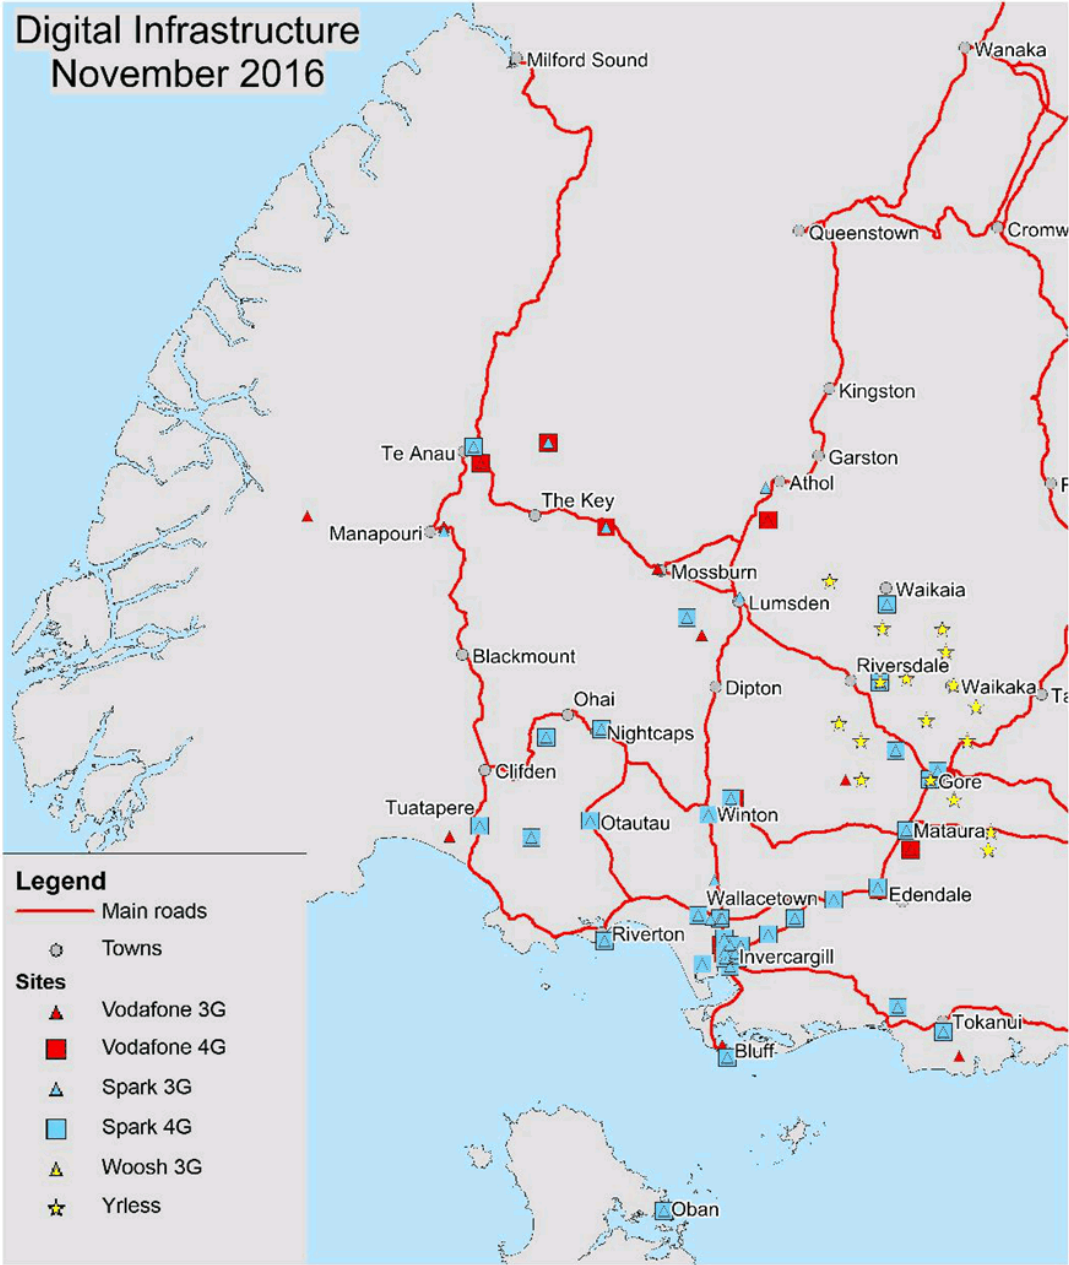 Digital Infrastructure
November 2016
Milford Sound
Wanaka
Queenstown
Cromw
Kingston
Te Anau
Garston
Athol
F
The Key
Manapouri
Mossburn
Waikaia
Lumsden
Blackmount
Riversdale
Dipton
Waikaka
Ta
Ohai
Nightcaps
Clifden
Gore
Tuatapere
Otautau
Winton
Mataura
Legend
Main roads
Towns
Sites
Vodafone 3G
Vodafone 4G
Spark 3G
Spark 4G
Woosh 3G
Yrless
Wallacetown
Edendale
Riverton
Invercargill
Tokanui
Bluff
Oban